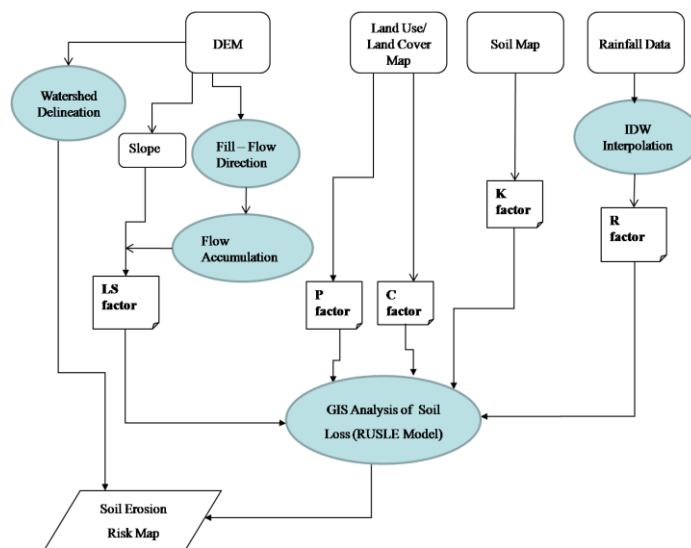 DEM
Land Use/
Land Cover
Map
Soil Map
Rainfall Data
Watershed
Delineation
Slope
Fill – Flow
Direction
IDW
Interpolation
K
factor
R
factor
Flow
Accumulation
LS
factor
P
factor
C
factor
GIS Analysis of Soil
Loss (RUSLE Model)
Soil Erosion
Risk Map